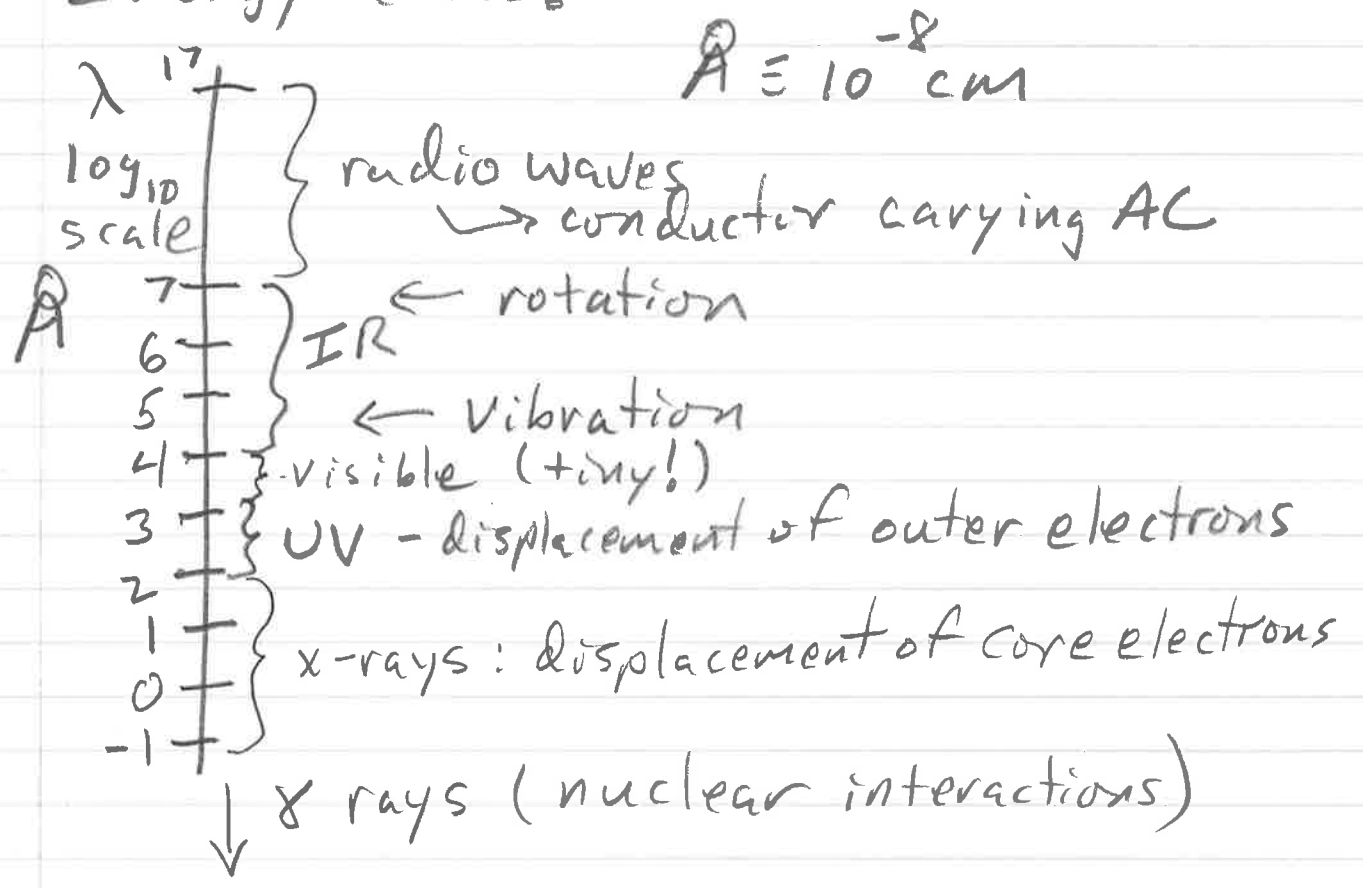 Å ≡ 10⁻⁸ cm
λ 17
log₁₀ scale
Å
radio waves
↳ conductor carying AC
7
← rotation
6 IR
5 ← vibration
4 visible (tiny!)
3 UV - displacement of outer electrons
2
1 x-rays: displacement of core electrons
0
-1
↓ γ rays (nuclear interactions)